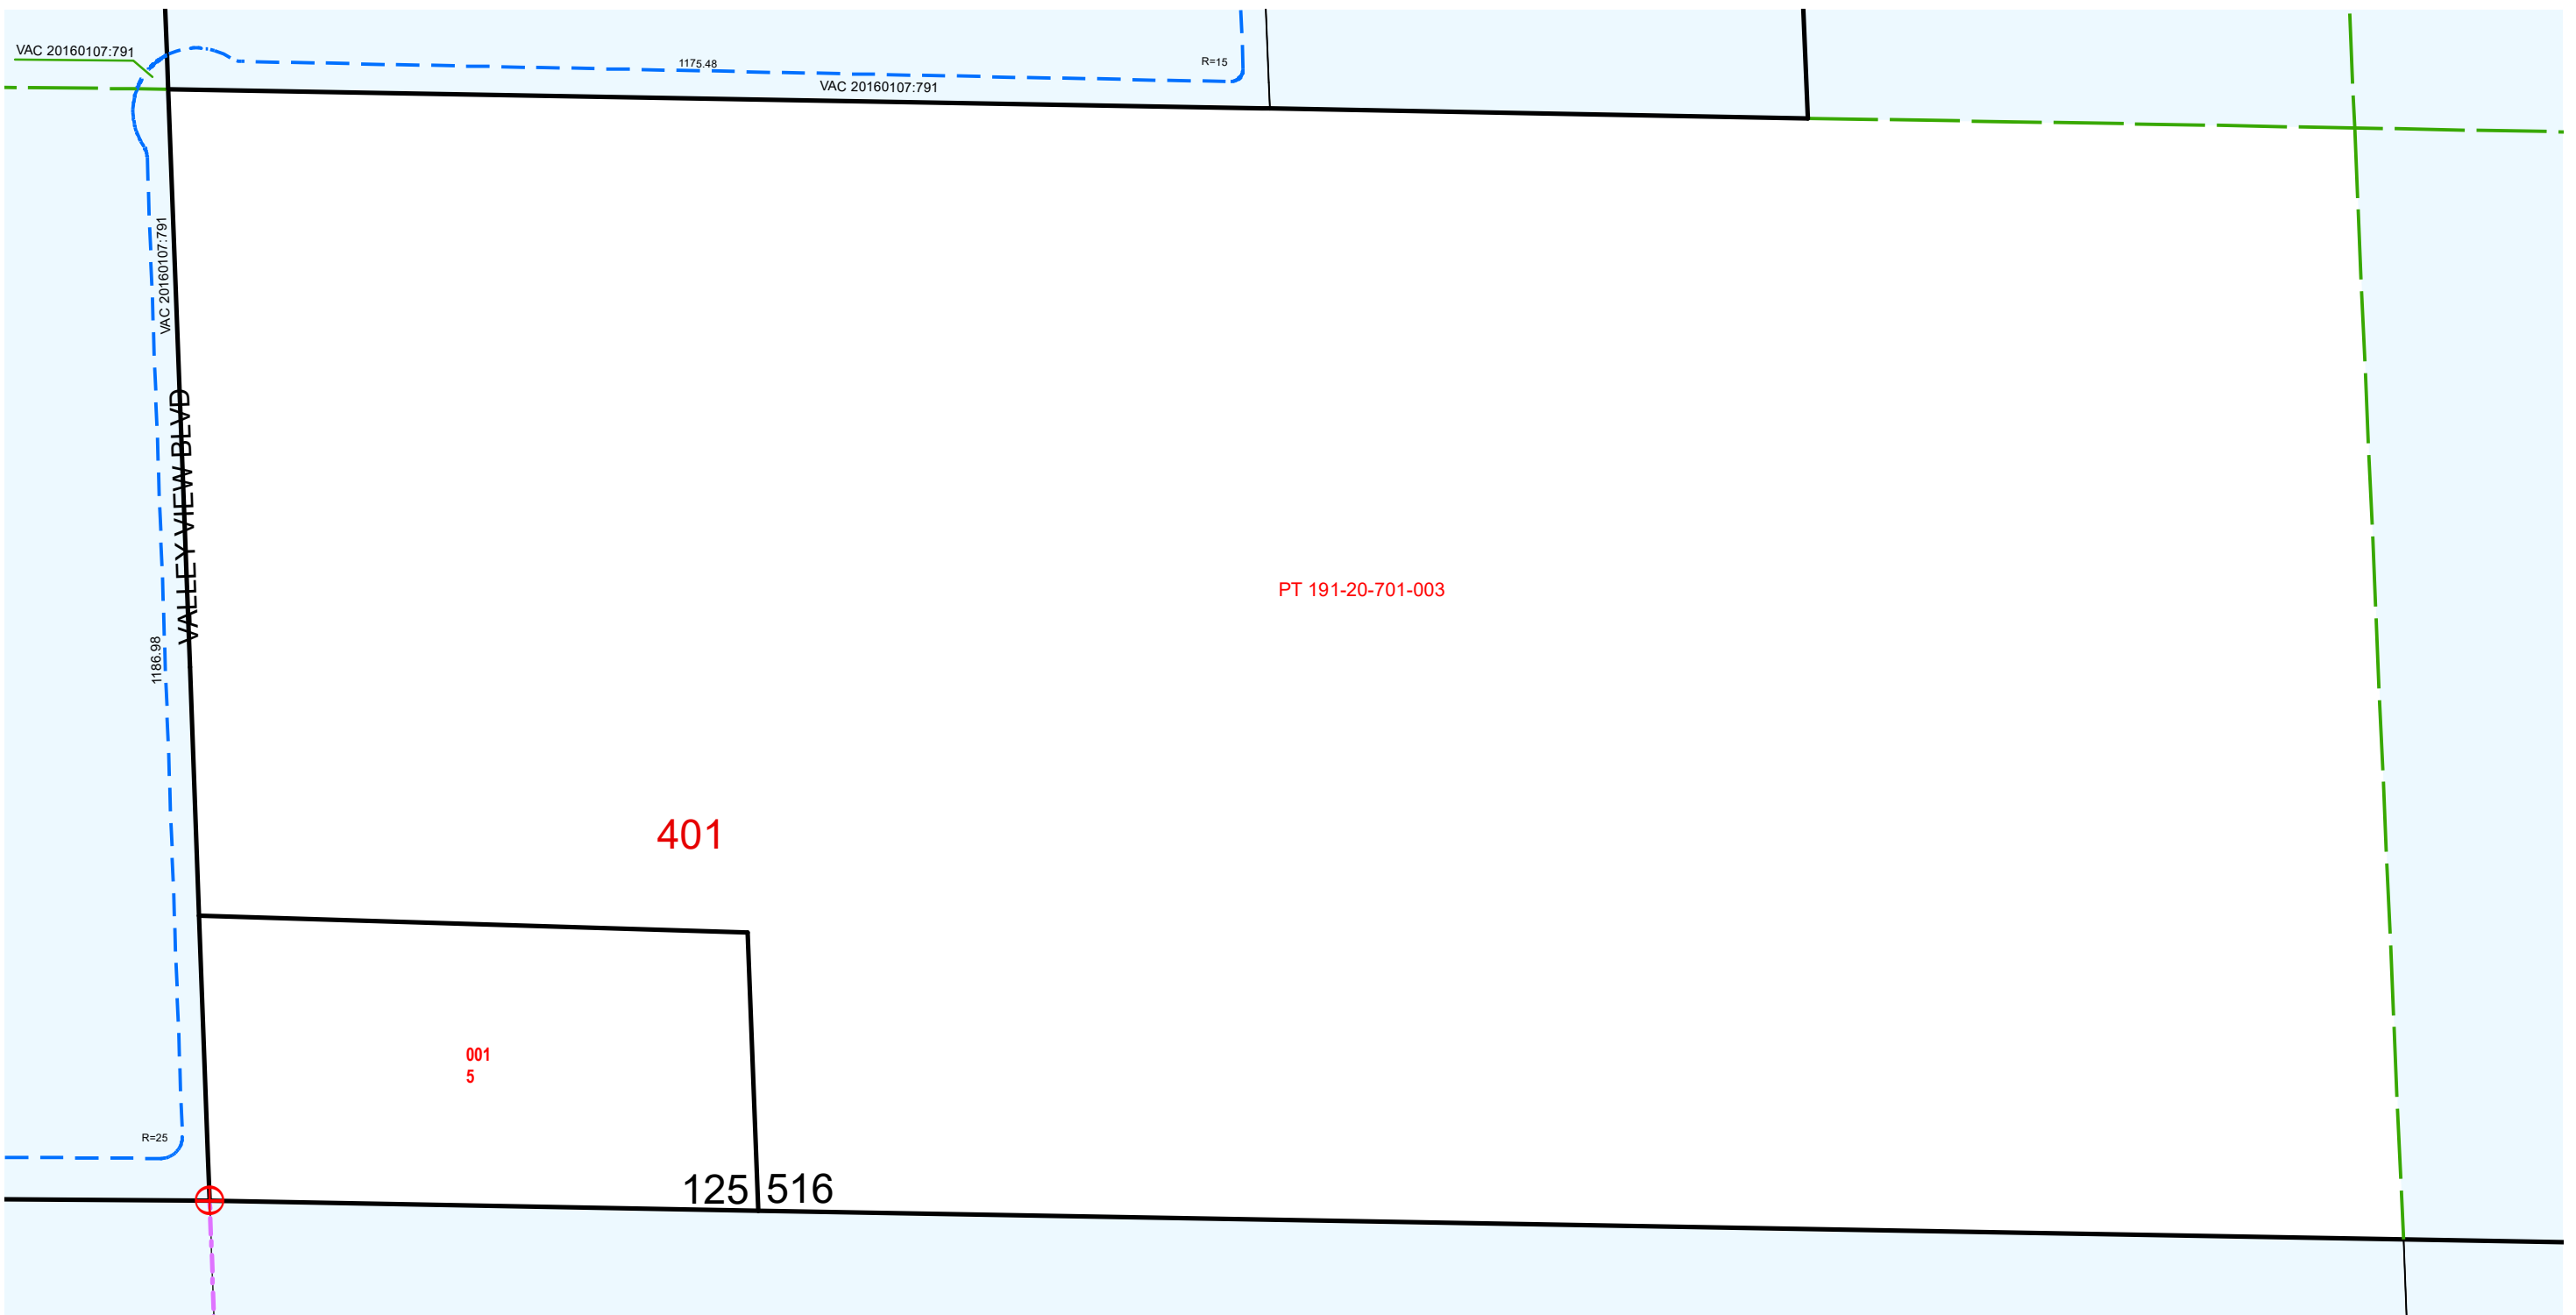 VAC 20160107:791
1175.48
R=15
VAC 20160107:791
VAC 20160107:791
VALLEY VIEW BLVD
1186.98
PT 191-20-701-003
401
001
5
R=25
125 516